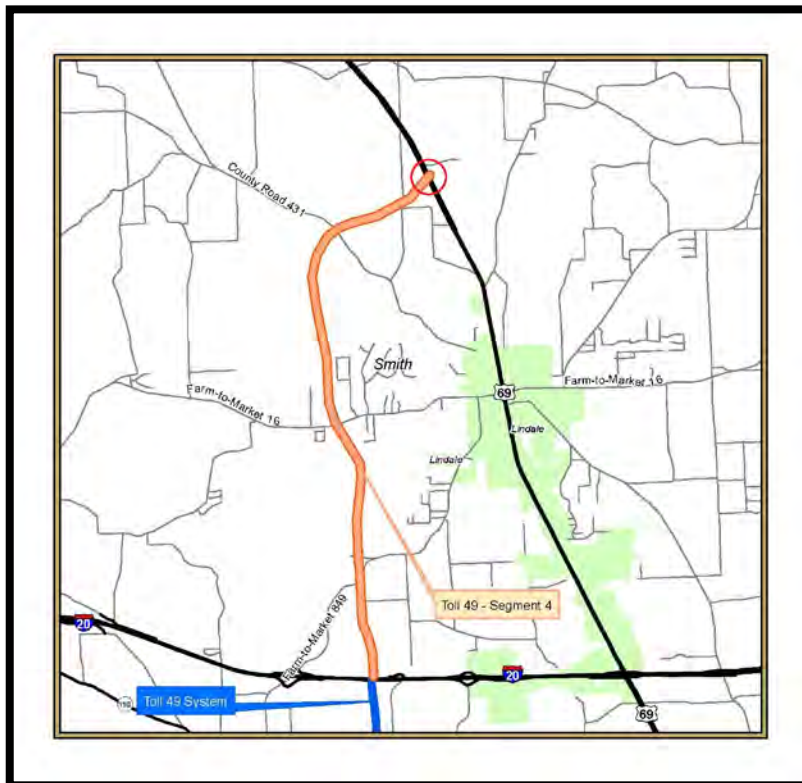 County Road 431
Smith
Farm-to-Market 16
Farm-to-Market 16
69
Lindale
Lindale
Toll 49 - Segment 4
Farm-to-Market 849
20
20
Toll 49 System
110
69